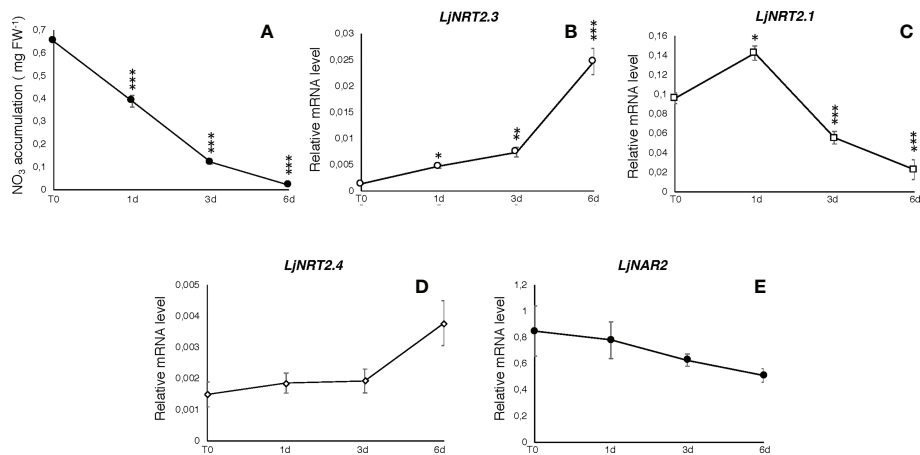 A
NO3 accumulation ( mg FW-1)
0,7
0,6
0,5
0,4
0,3
0,2
0,1
0
***
***
***
T0 1d 3d 6d
LjNRT2.3
B
Relative mRNA level
0,03
0,025
0,02
0,015
0,01
0,005
0
*
**
***
T0 1d 3d 6d
LjNRT2.1
C
Relative mRNA level
0,16
0,14
0,12
0,1
0,08
0,06
0,04
0,02
0
*
***
***
T0 1d 3d 6d
LjNRT2.4
D
Relative mRNA level
0,005
0,004
0,003
0,002
0,001
0
T0 1d 3d 6d
LjNAR2
E
Relative mRNA level
1,2
1
0,8
0,6
0,4
0,2
0
T0 1d 3d 6d